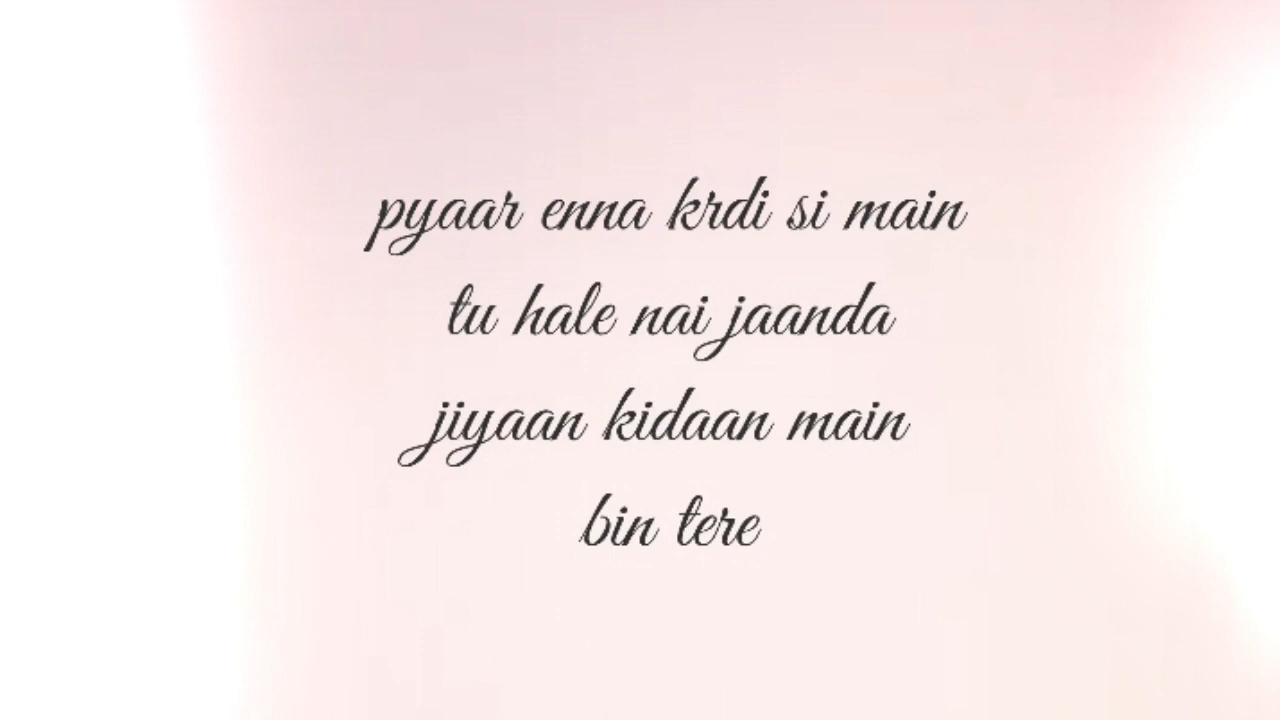 pyaar enna krdi si main
tu hale nai jaanda
jiyaan kidaan main
bin tere